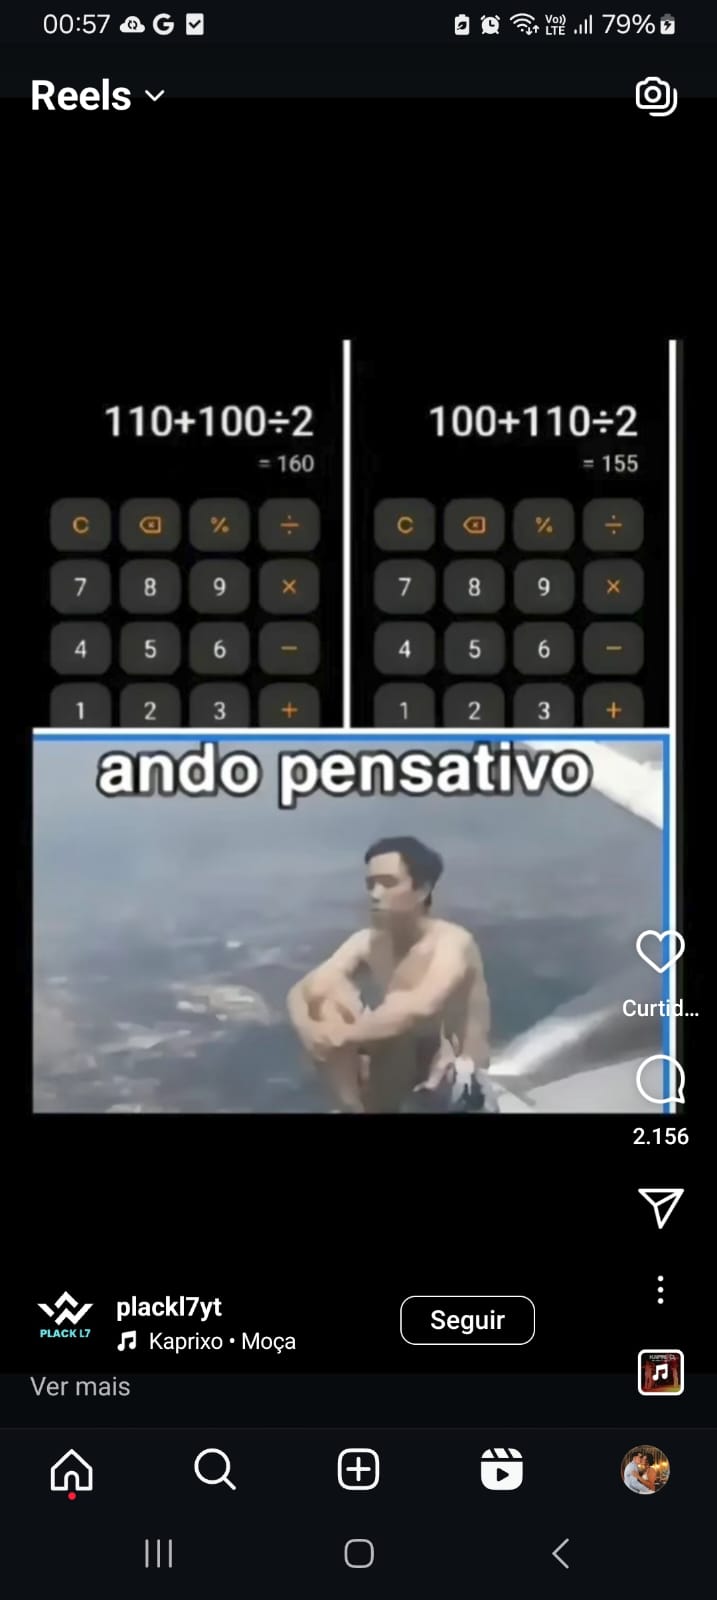 00:57 G Vo)) LTE 79%
Reels
110+100÷2
= 160
C % ÷
7 8 9 ×
4 5 6 −
1 2 3 +
100+110÷2
= 155
C % ÷
7 8 9 ×
4 5 6 −
1 2 3 +
ando pensativo
Curtid...
2.156
plackl7yt
PLACK L7
Kaprixo • Moça
Seguir
Ver mais